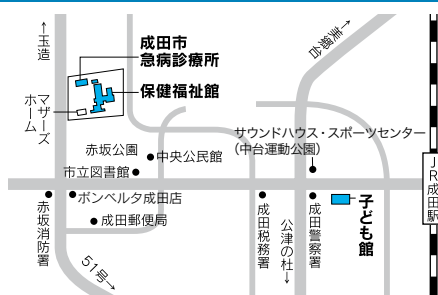 ←玉造
成田市
急病診療所
保健福祉館
マザーズ
ホーム
←美郷台
赤坂公園
中央公民館
市立図書館
サウンドハウス・スポーツセンター
(中台運動公園)
ボンベルタ成田店
成田郵便局
赤坂消防署
51号→
成田税務署
公津の杜→
成田警察署
子ども館
JR成田駅